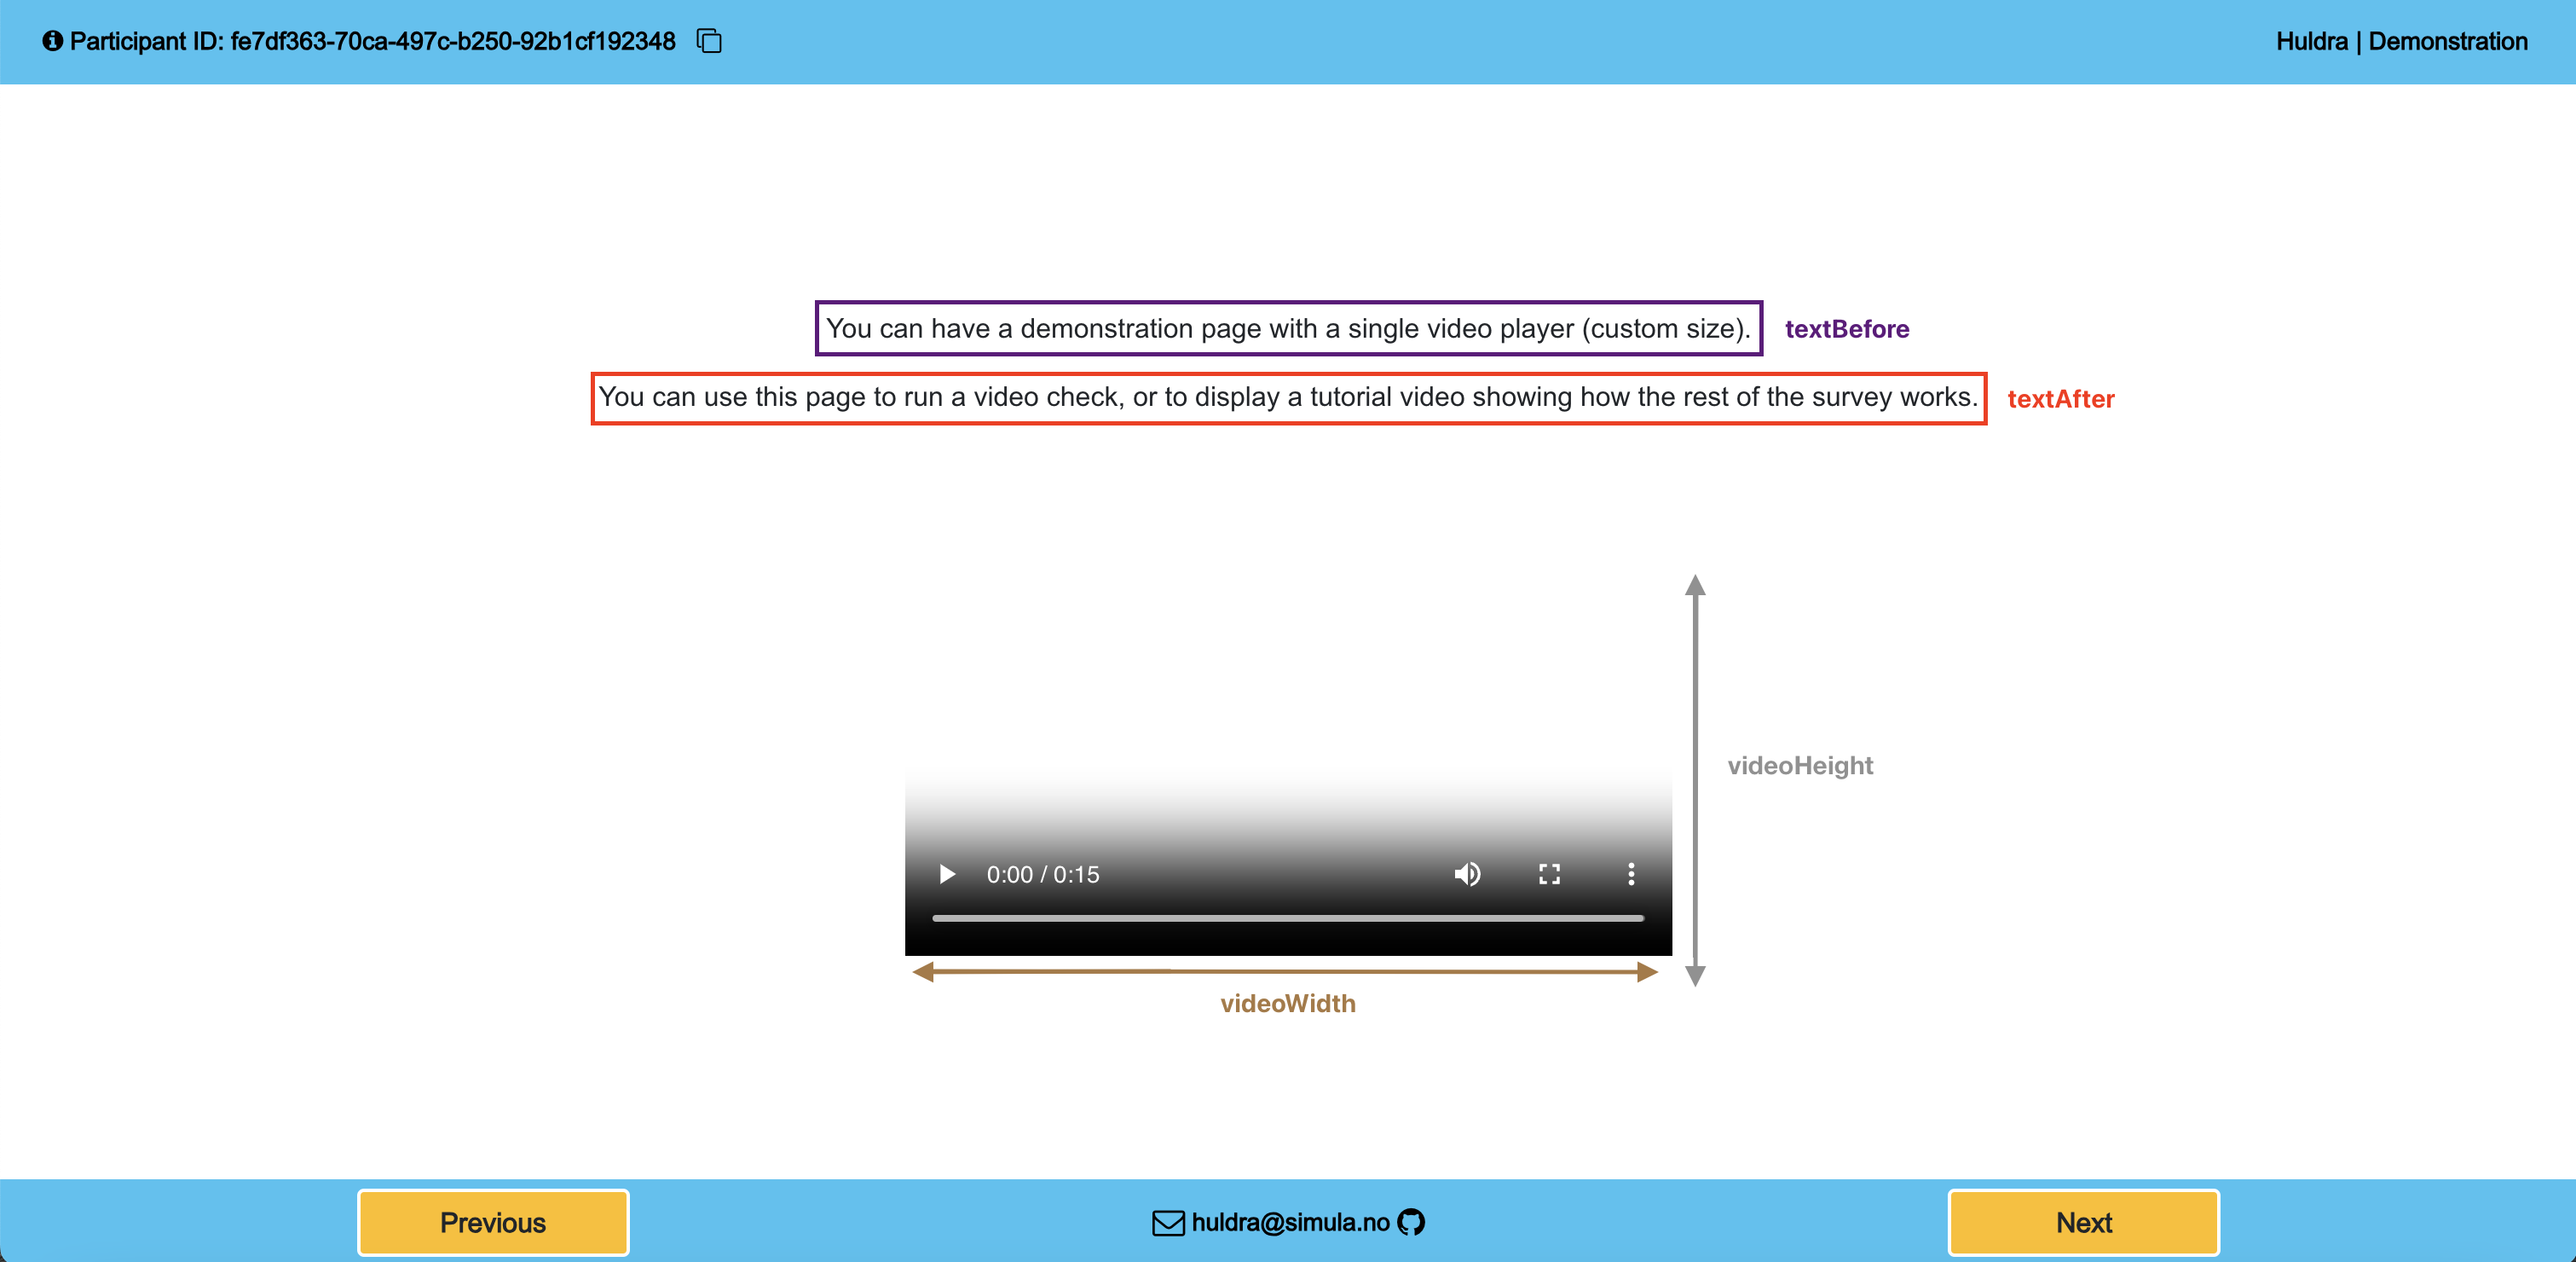 Participant ID: fe7df363-70ca-497c-b250-92b1cf192348
Huldra | Demonstration
You can have a demonstration page with a single video player (custom size). textBefore
You can use this page to run a video check, or to display a tutorial video showing how the rest of the survey works. textAfter
videoHeight
0:00 / 0:15
videoWidth
Previous
huldra@simula.no
Next